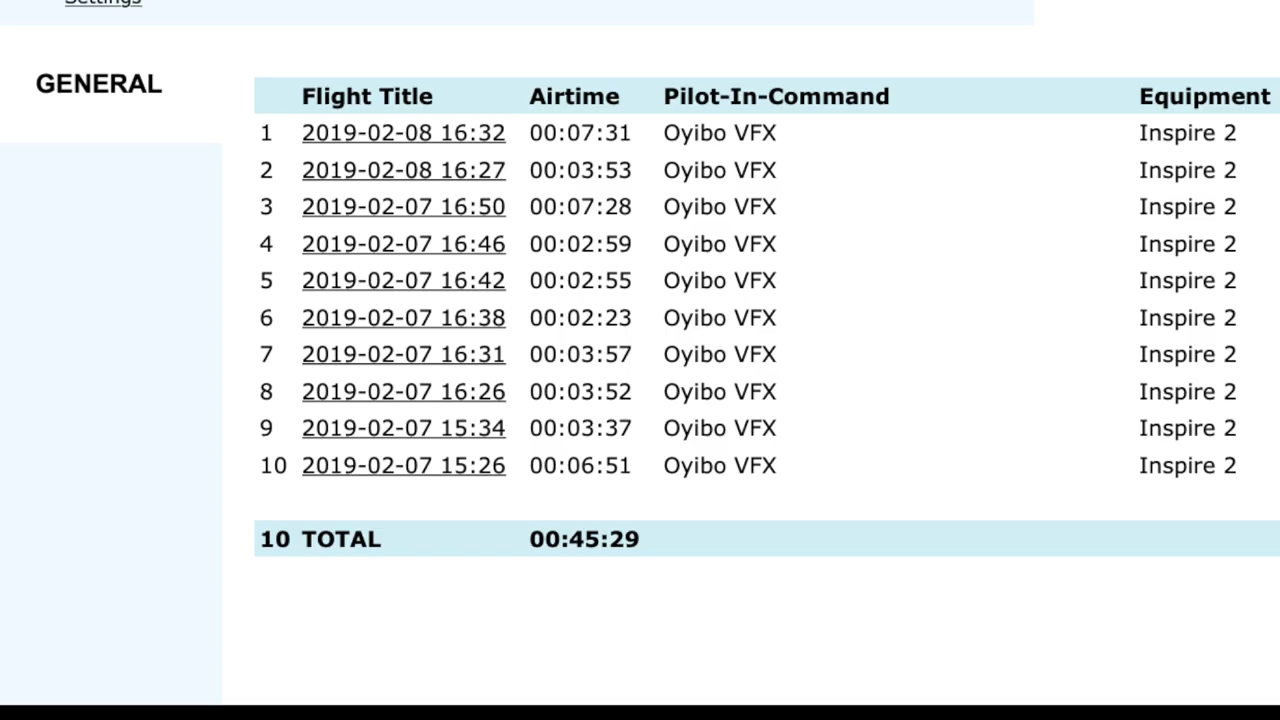 Settings
GENERAL
Flight Title Airtime Pilot-In-Command Equipment
1 2019-02-08 16:32 00:07:31 Oyibo VFX Inspire 2
2 2019-02-08 16:27 00:03:53 Oyibo VFX Inspire 2
3 2019-02-07 16:50 00:07:28 Oyibo VFX Inspire 2
4 2019-02-07 16:46 00:02:59 Oyibo VFX Inspire 2
5 2019-02-07 16:42 00:02:55 Oyibo VFX Inspire 2
6 2019-02-07 16:38 00:02:23 Oyibo VFX Inspire 2
7 2019-02-07 16:31 00:03:57 Oyibo VFX Inspire 2
8 2019-02-07 16:26 00:03:52 Oyibo VFX Inspire 2
9 2019-02-07 15:34 00:03:37 Oyibo VFX Inspire 2
10 2019-02-07 15:26 00:06:51 Oyibo VFX Inspire 2
10 TOTAL 00:45:29